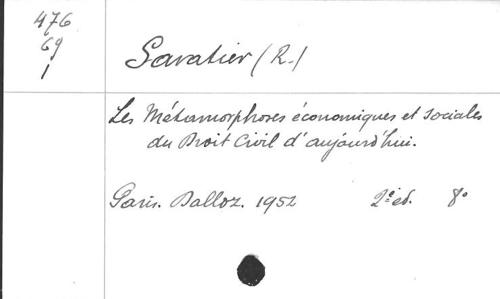 476
69
1
Savatier (R.)
Les Métamorphoses économiques et sociales
du Droit Civil d'aujourd'hui.
Paris. Dalloz. 1952 2e ed. 8°